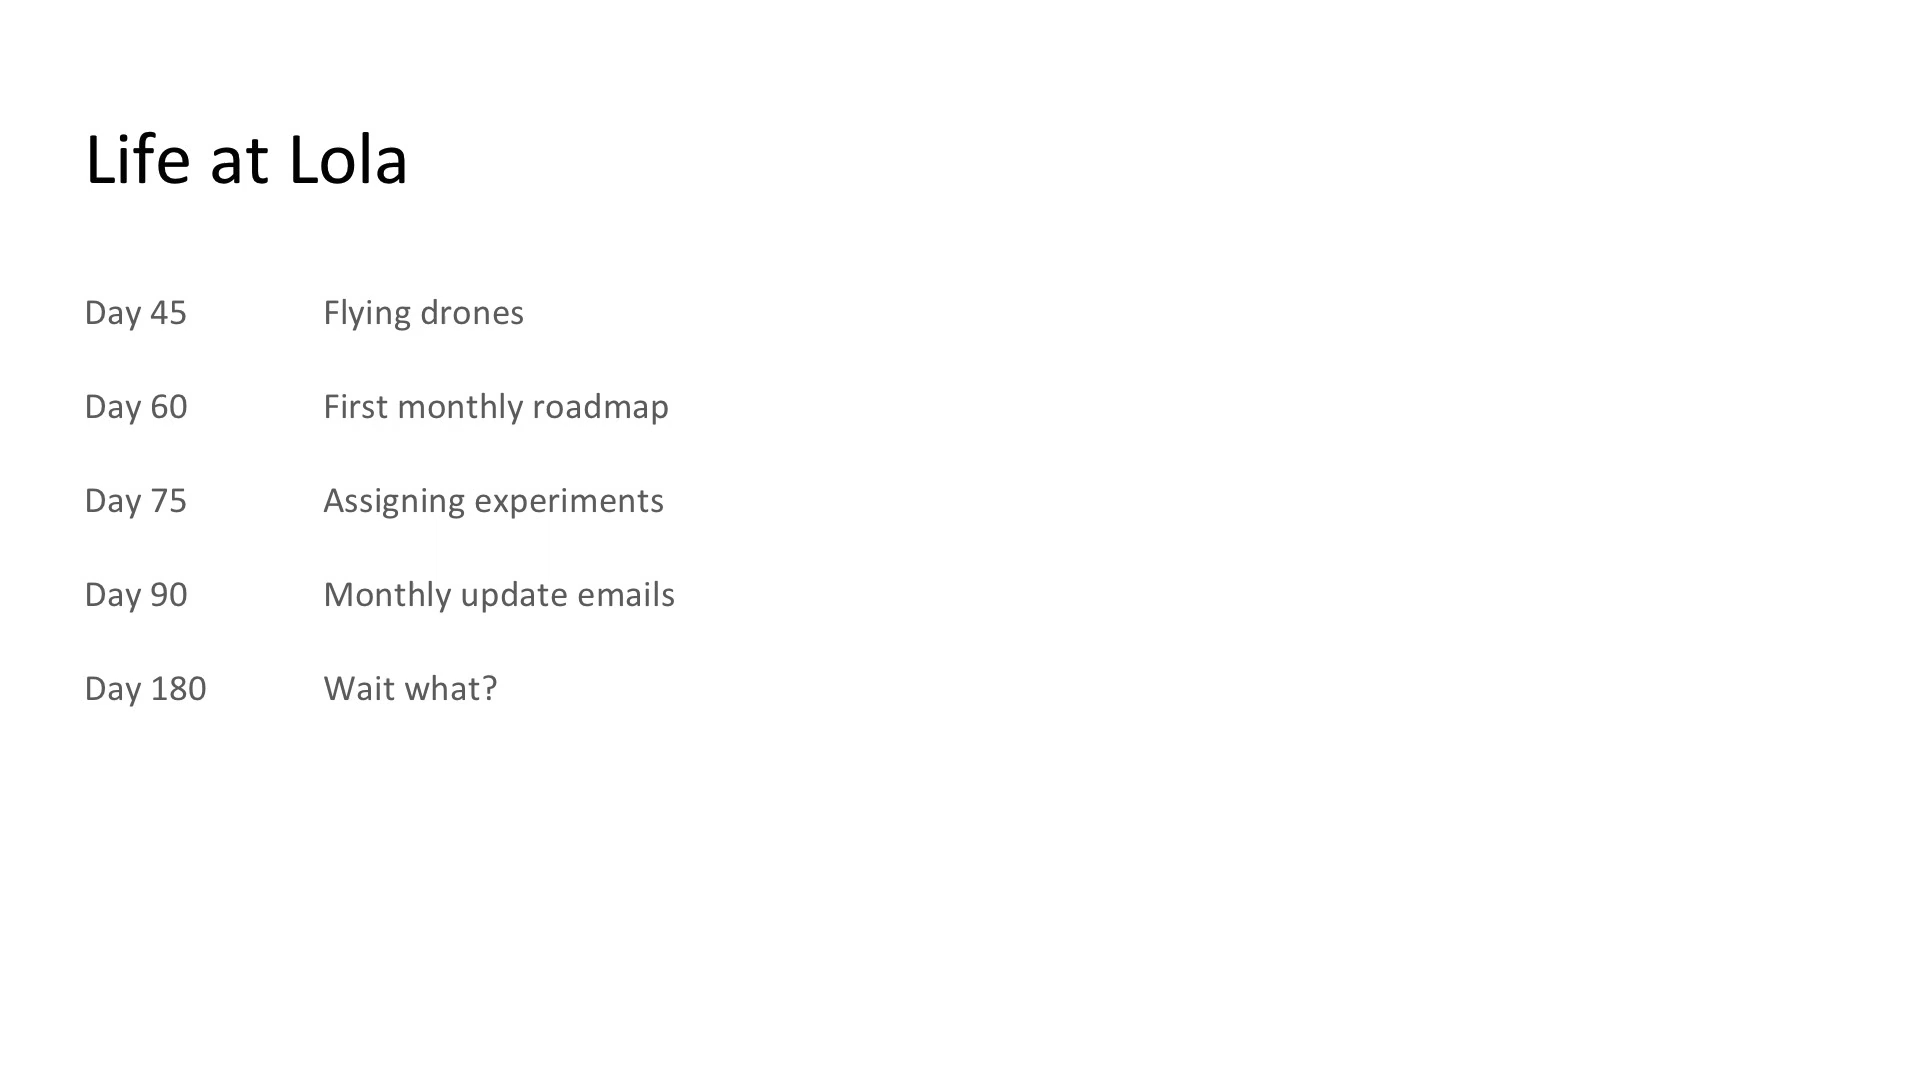 Life at Lola
Day 45 Flying drones
Day 60 First monthly roadmap
Day 75 Assigning experiments
Day 90 Monthly update emails
Day 180 Wait what?